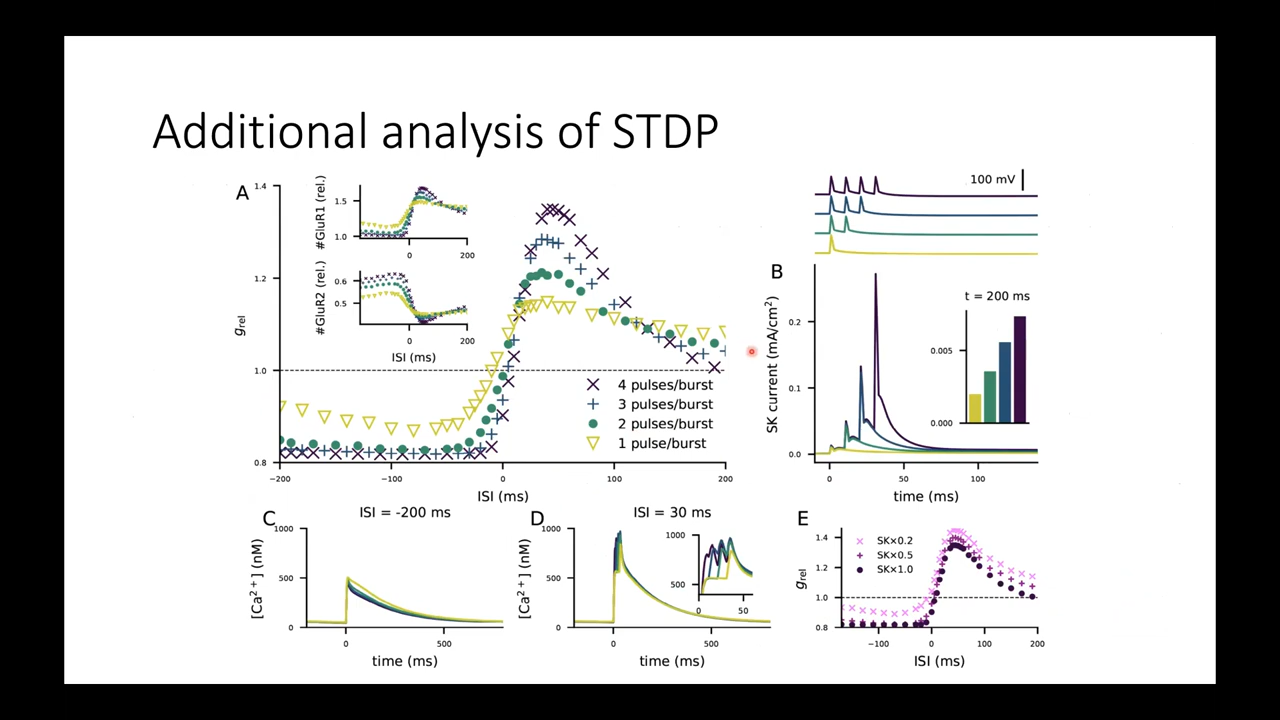 Additional analysis of STDP
A
1.4
1.2
1.0
0.8
g_rel
−200
−100
0
100
200
ISI (ms)
#GluR1 (rel.)
1.5
1.0
0
200
#GluR2 (rel.)
0.6
0.5
0
200
ISI (ms)
4 pulses/burst
3 pulses/burst
2 pulses/burst
1 pulse/burst
100 mV
B
SK current (mA/cm²)
0.2
0.1
0.0
0
50
100
time (ms)
t = 200 ms
0.005
0.000
C
ISI = -200 ms
[Ca²⁺] (nM)
1000
500
0
0
500
time (ms)
D
ISI = 30 ms
[Ca²⁺] (nM)
1000
500
0
0
500
time (ms)
1000
500
0
50
E
g_rel
1.4
1.2
1.0
0.8
SK×0.2
SK×0.5
SK×1.0
−100
0
100
200
ISI (ms)